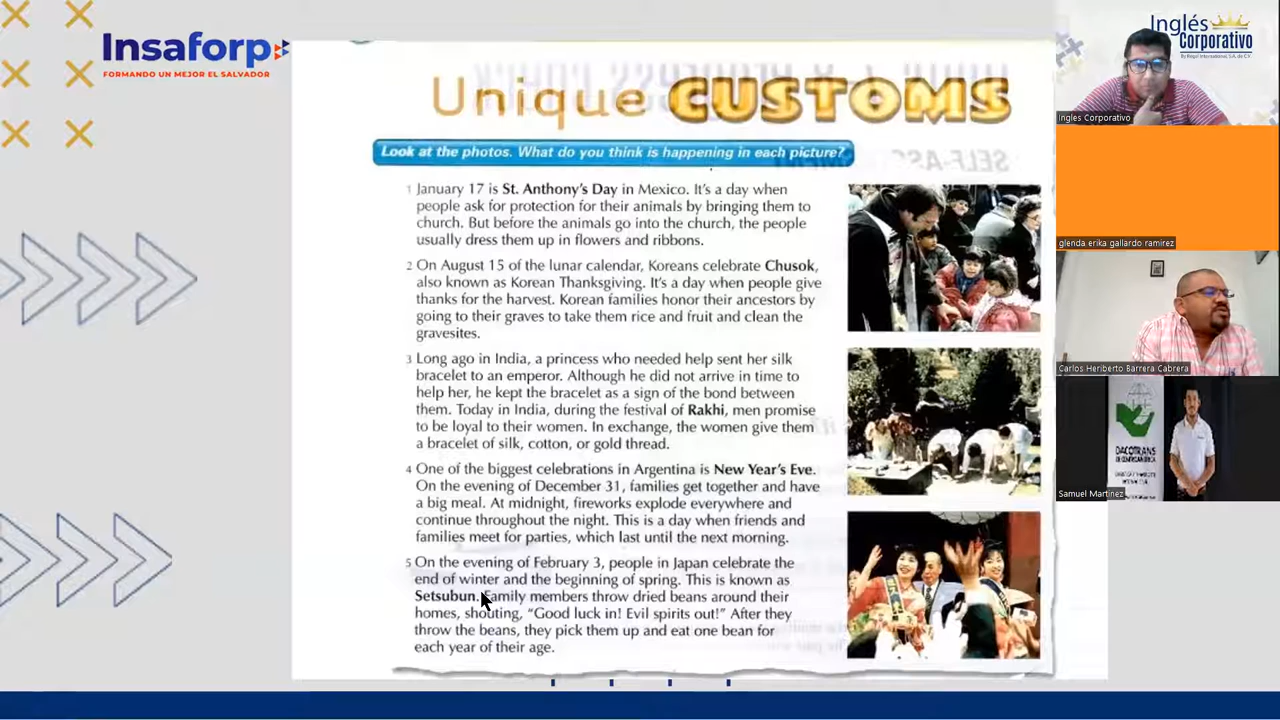 Insaforp
FORMANDO UN MEJOR EL SALVADOR
Unique CUSTOMS
Look at the photos. What do you think is happening in each picture?
1 January 17 is St. Anthony's Day in Mexico. It's a day when
people ask for protection for their animals by bringing them to
church. But before the animals go into the church, the people
usually dress them up in flowers and ribbons.
2 On August 15 of the lunar calendar, Koreans celebrate Chusok,
also known as Korean Thanksgiving. It's a day when people give
thanks for the harvest. Korean families honor their ancestors by
going to their graves to take them rice and fruit and clean the
gravesites.
3 Long ago in India, a princess who needed help sent her silk
bracelet to an emperor. Although he did not arrive in time to
help her, he kept the bracelet as a sign of the bond between
them. Today in India, during the festival of Rakhi, men promise
to be loyal to their women. In exchange, the women give them
a bracelet of silk, cotton, or gold thread.
4 One of the biggest celebrations in Argentina is New Year's Eve.
On the evening of December 31, families get together and have
a big meal. At midnight, fireworks explode everywhere and
continue throughout the night. This is a day when friends and
families meet for parties, which last until the next morning.
5 On the evening of February 3, people in Japan celebrate the
end of winter and the beginning of spring. This is known as
Setsubun. Family members throw dried beans around their
homes, shouting, "Good luck in! Evil spirits out!" After they
throw the beans, they pick them up and eat one bean for
each year of their age.
Inglés
Corporativo
Ingles Corporativo
glenda erika gallardo ramirez
Carlos Heriberto Barrera Cabrera
DACOTRANS
Samuel Martinez